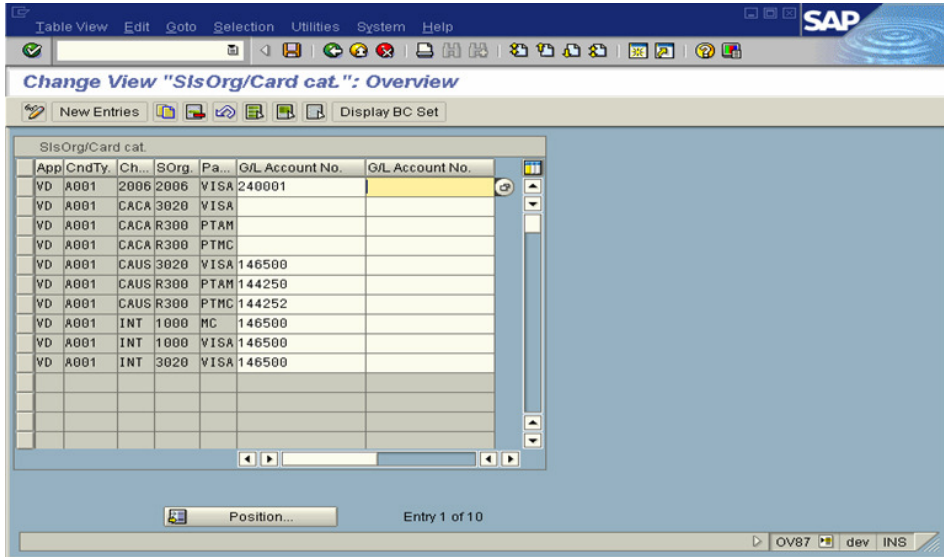 Table View Edit Goto Selection Utilities System Help
SAP
Change View "SlsOrg/Card cat.": Overview
New Entries Display BC Set
SlsOrg/Card cat.
App CndTy. Ch... SOrg. Pa... G/L Account No. G/L Account No.
VD A001 2006 2006 VISA 240001
VD A001 CACA 3020 VISA
VD A001 CACA R300 PTAM
VD A001 CACA R300 PTMC
VD A001 CAUS 3020 VISA 146500
VD A001 CAUS R300 PTAM 144250
VD A001 CAUS R300 PTMC 144252
VD A001 INT 1000 MC 146500
VD A001 INT 1000 VISA 146500
VD A001 INT 3020 VISA 146500
Position... Entry 1 of 10
OV87 dev INS